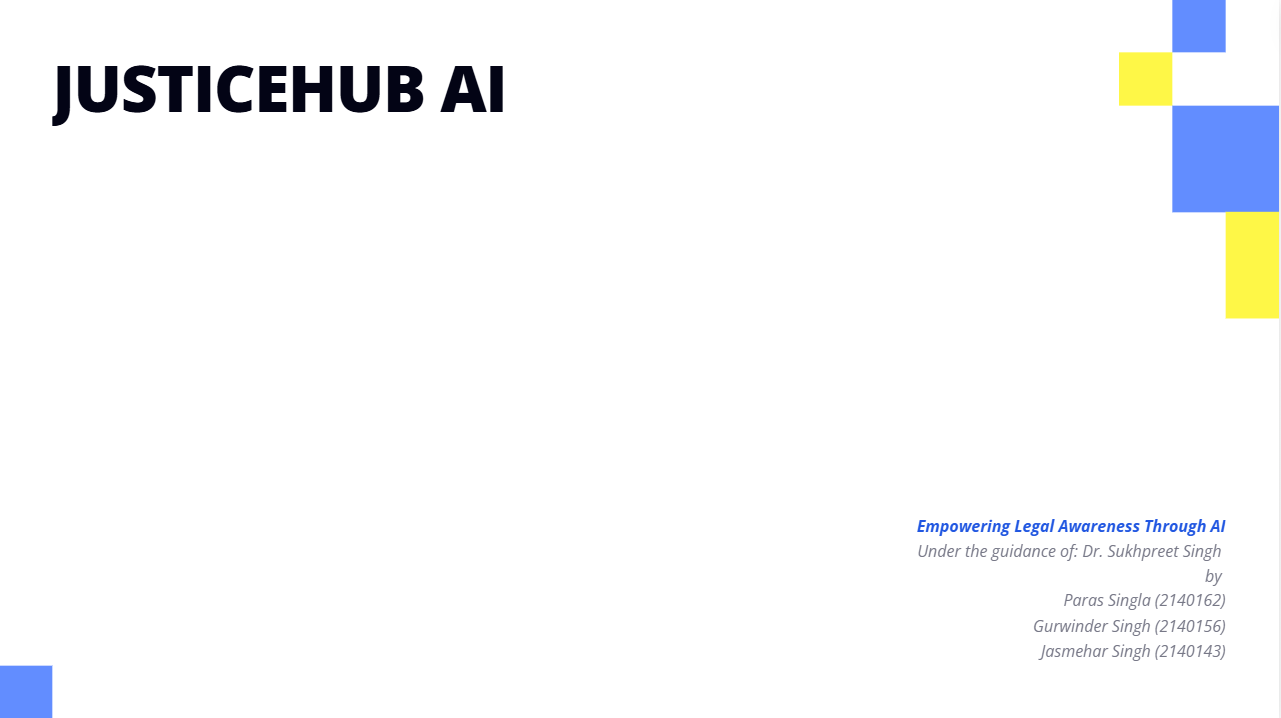 JUSTICEHUB AI
Empowering Legal Awareness Through AI
Under the guidance of: Dr. Sukhpreet Singh
by
Paras Singla (2140162)
Gurwinder Singh (2140156)
Jasmehar Singh (2140143)